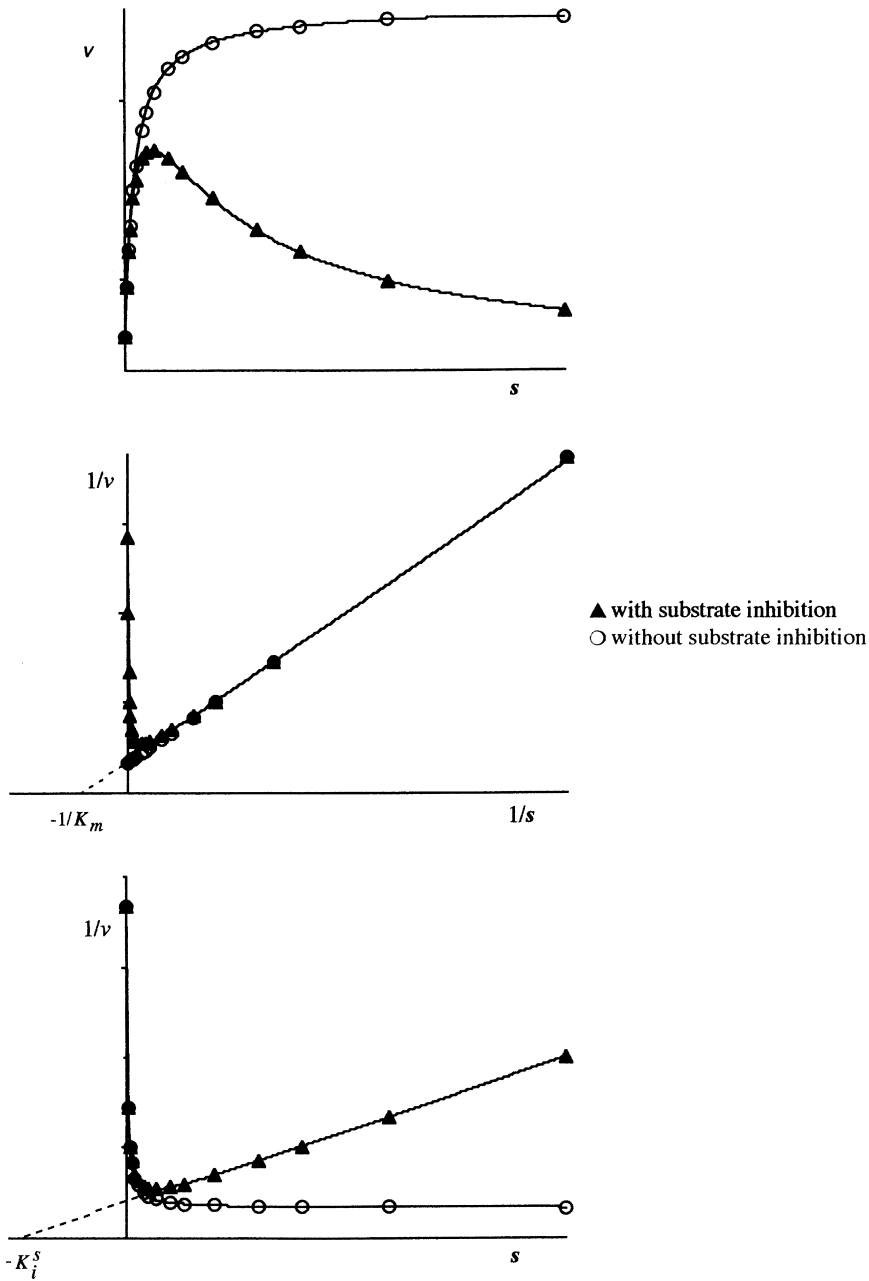 v
s
1/v
▲ with substrate inhibition
○ without substrate inhibition
-1/Km
1/s
1/v
s
-Kis